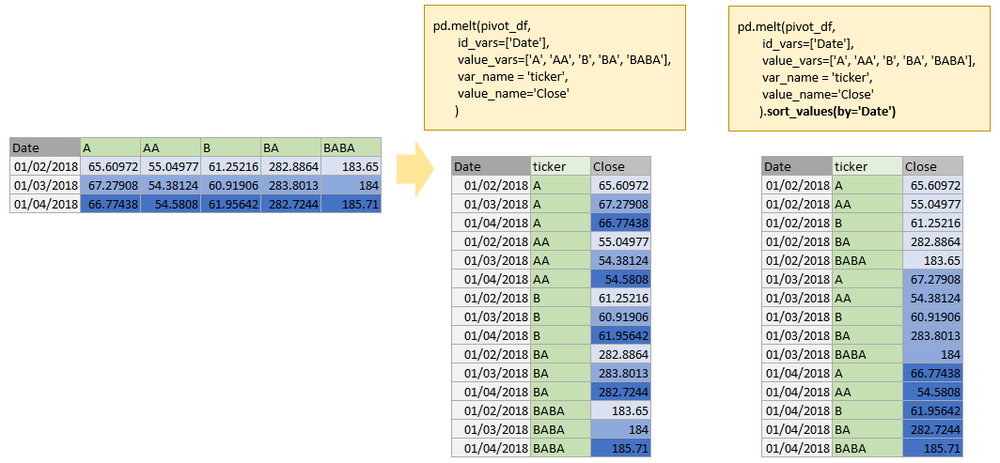 pd.melt(pivot_df,
id_vars=['Date'],
value_vars=['A', 'AA', 'B', 'BA', 'BABA'],
var_name = 'ticker',
value_name='Close'
)
pd.melt(pivot_df,
id_vars=['Date'],
value_vars=['A', 'AA', 'B', 'BA', 'BABA'],
var_name = 'ticker',
value_name='Close'
).sort_values(by='Date')
Date A AA B BA BABA
01/02/2018 65.60972 55.04977 61.25216 282.8864 183.65
01/03/2018 67.27908 54.38124 60.91906 283.8013 184
01/04/2018 66.77438 54.5808 61.95642 282.7244 185.71
Date ticker Close
01/02/2018 A 65.60972
01/03/2018 A 67.27908
01/04/2018 A 66.77438
01/02/2018 AA 55.04977
01/03/2018 AA 54.38124
01/04/2018 AA 54.5808
01/02/2018 B 61.25216
01/03/2018 B 60.91906
01/04/2018 B 61.95642
01/02/2018 BA 282.8864
01/03/2018 BA 283.8013
01/04/2018 BA 282.7244
01/02/2018 BABA 183.65
01/03/2018 BABA 184
01/04/2018 BABA 185.71
Date ticker Close
01/02/2018 A 65.60972
01/02/2018 AA 55.04977
01/02/2018 B 61.25216
01/02/2018 BA 282.8864
01/02/2018 BABA 183.65
01/03/2018 A 67.27908
01/03/2018 AA 54.38124
01/03/2018 B 60.91906
01/03/2018 BA 283.8013
01/03/2018 BABA 184
01/04/2018 A 66.77438
01/04/2018 AA 54.5808
01/04/2018 B 61.95642
01/04/2018 BA 282.7244
01/04/2018 BABA 185.71